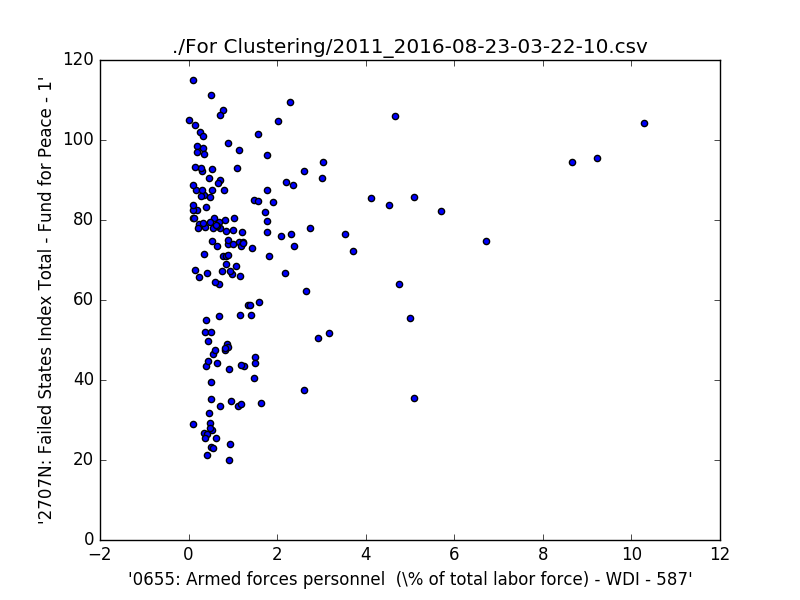 ./For Clustering/2011_2016-08-23-03-22-10.csv
'2707N: Failed States Index Total - Fund for Peace - 1'
120
100
80
60
40
20
0
−2 0 2 4 6 8 10 12
'0655: Armed forces personnel  (\% of total labor force) - WDI - 587'